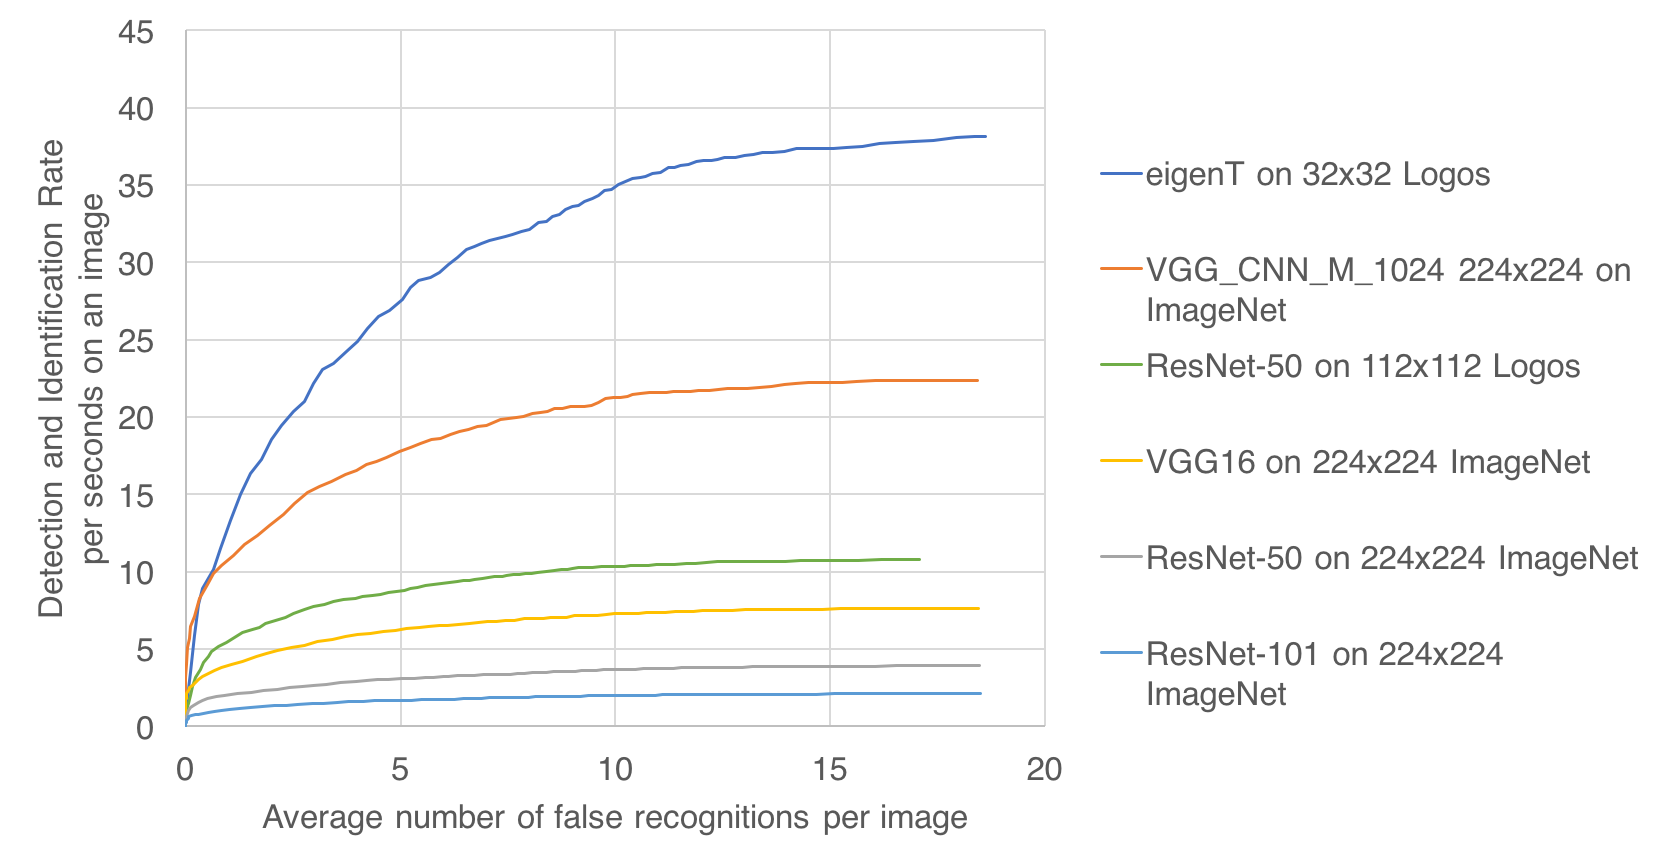 45
40
35
30
25
20
15
10
5
0
Detection and Identification Rate
per seconds on an image
0 5 10 15 20
Average number of false recognitions per image
eigenT on 32x32 Logos
VGG_CNN_M_1024 224x224 on
ImageNet
ResNet-50 on 112x112 Logos
VGG16 on 224x224 ImageNet
ResNet-50 on 224x224 ImageNet
ResNet-101 on 224x224
ImageNet